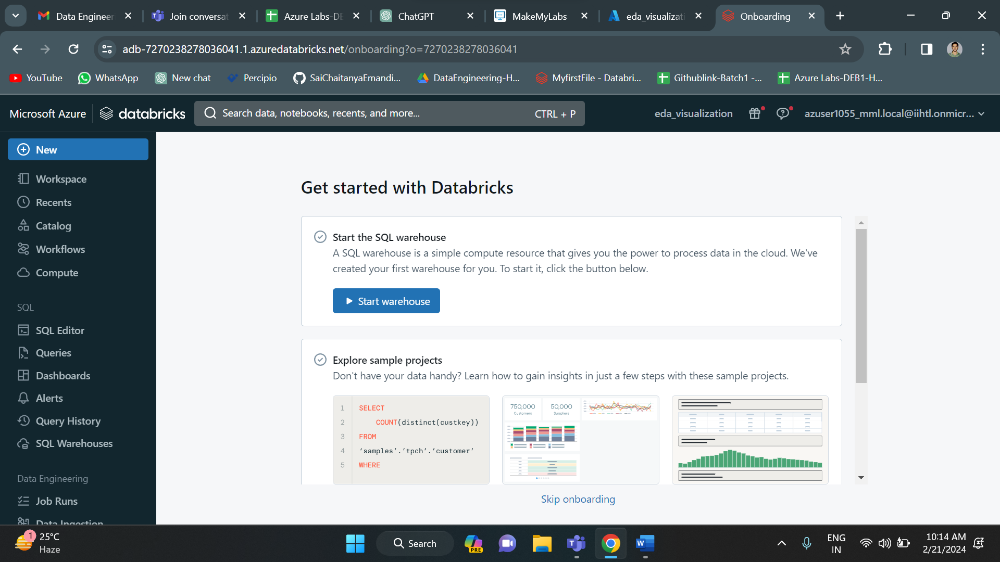 Data Engineer
Join conversat
Azure Labs-DE
ChatGPT
MakeMyLabs
eda_visualizati
Onboarding
adb-7270238278036041.1.azuredatabricks.net/onboarding?o=7270238278036041
YouTube
WhatsApp
New chat
Percipio
SaiChaitanyaEmandi...
DataEngineering-H...
MyfirstFile - Databri...
Githublink-Batch1 -...
Azure Labs-DEB1-H...
Microsoft Azure
databricks
Search data, notebooks, recents, and more...
CTRL + P
eda_visualization
azuser1055_mml.local@iihtl.onmicr...
New
Workspace
Recents
Catalog
Workflows
Compute
SQL
SQL Editor
Queries
Dashboards
Alerts
Query History
SQL Warehouses
Data Engineering
Job Runs
Data Ingestion
Get started with Databricks
Start the SQL warehouse
A SQL warehouse is a simple compute resource that gives you the power to process data in the cloud. We've
created your first warehouse for you. To start it, click the button below.
Start warehouse
Explore sample projects
Don't have your data handy? Learn how to gain insights in just a few steps with these sample projects.
1 SELECT
2 COUNT(distinct(custkey))
3 FROM
4 ‘samples’.’tpch’.’customer’
5 WHERE
750,000
Customers
50,000
Suppliers
Skip onboarding
1
25°C
Haze
Search
PRE
ENG
IN
10:14 AM
2/21/2024